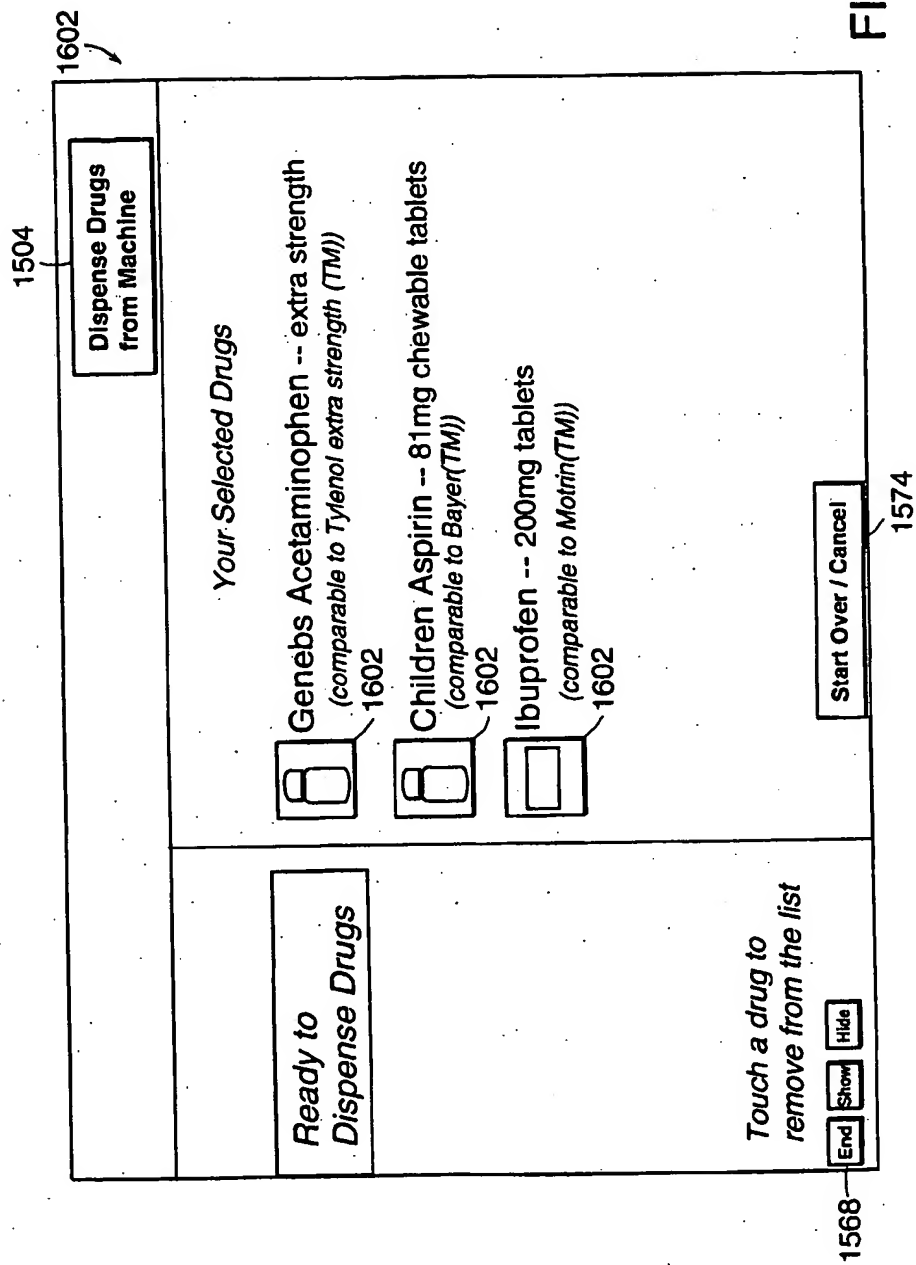 1504
1602
Dispense Drugs
from Machine
Your Selected Drugs
Ready to
Dispense Drugs
Genebs Acetaminophen -- extra strength
(comparable to Tylenol extra strength (TM))
1602
Children Aspirin -- 81mg chewable tablets
(comparable to Bayer(TM))
1602
Ibuprofen -- 200mg tablets
(comparable to Motrin(TM))
1602
Touch a drug to
remove from the list
End
Show
Hide
1568
Start Over / Cancel
1574
FI